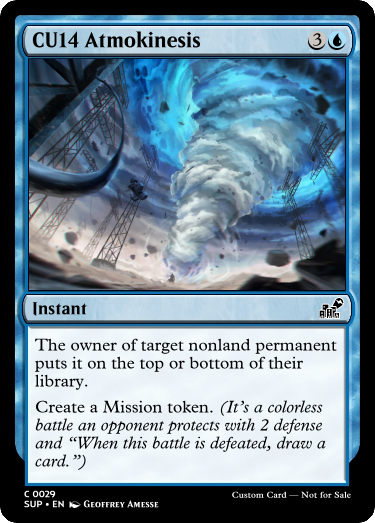 CU14 Atmokinesis
3
Instant
The owner of target nonland permanent
puts it on the top or bottom of their
library.
Create a Mission token. (It's a colorless
battle an opponent protects with 2 defense
and “When this battle is defeated, draw a
card.”)
C 0029
SUP • EN Geoffrey Amesse
Custom Card — Not for Sale